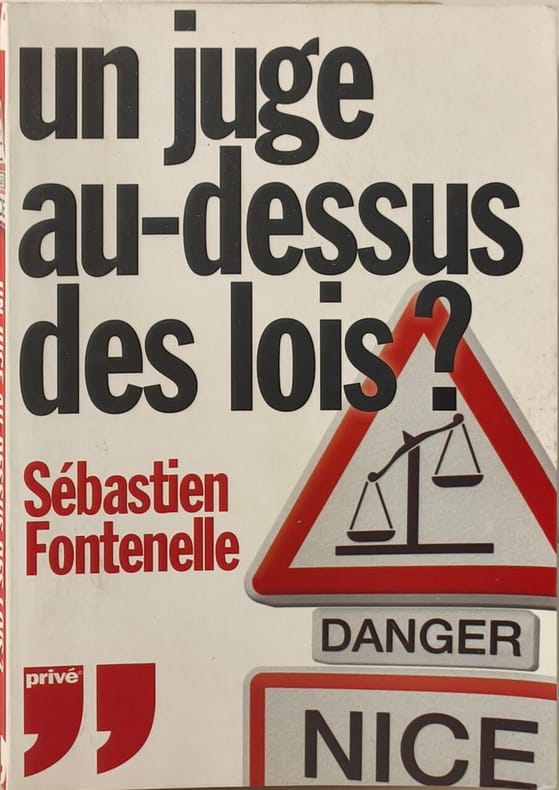 un juge
au-dessus
des lois ?
Sébastien
Fontenelle
DANGER
privé®
NICE